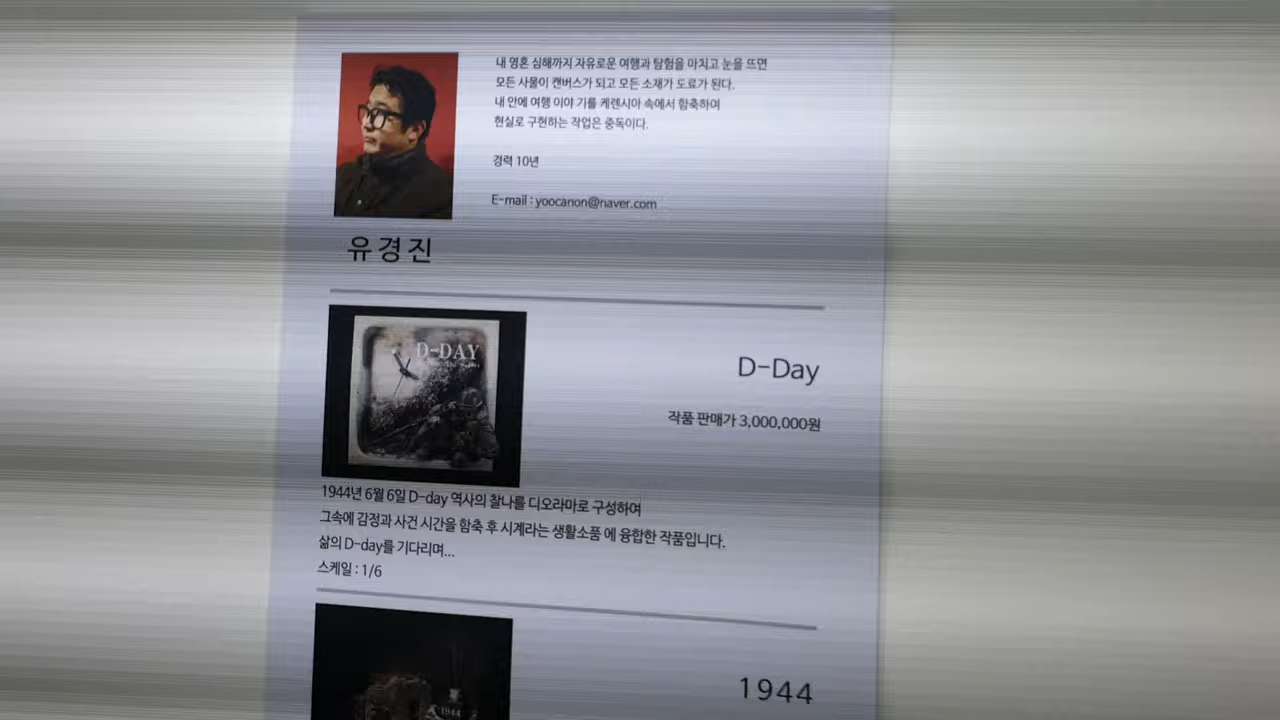 내 영혼 심해까지 자유로운 여행과 탐험을 마치고 눈을 뜨면
모든 사물이 캔버스가 되고 모든 소재가 도료가 된다.
내 안에 여행 이야 기를 케렌시아 속에서 함축하여
현실로 구현하는 작업은 중독이다.
경력 10년
E-mail : yoocanon@naver.com
유경진
D-DAY
D-Day
작품 판매가 3,000,000원
1944년 6월 6일 D-day 역사의 찰나를 디오라마로 구성하여
그속에 감정과 사건 시간을 함축 후 시계라는 생활소품 에 융합한 작품입니다.
삶의 D-day를 기다리며...
스케일 : 1/6
1944
1944